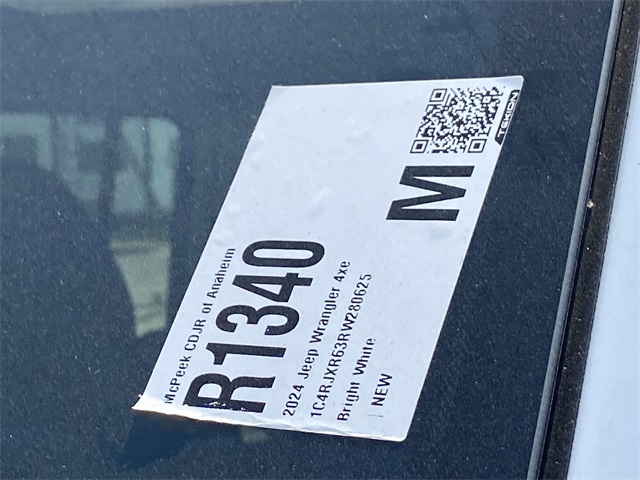 McPeek CDJR of Anaheim
R1340
2024 Jeep Wrangler 4xe
1C4RJXR63RW280625
Bright White
| NEW
M
TEKION